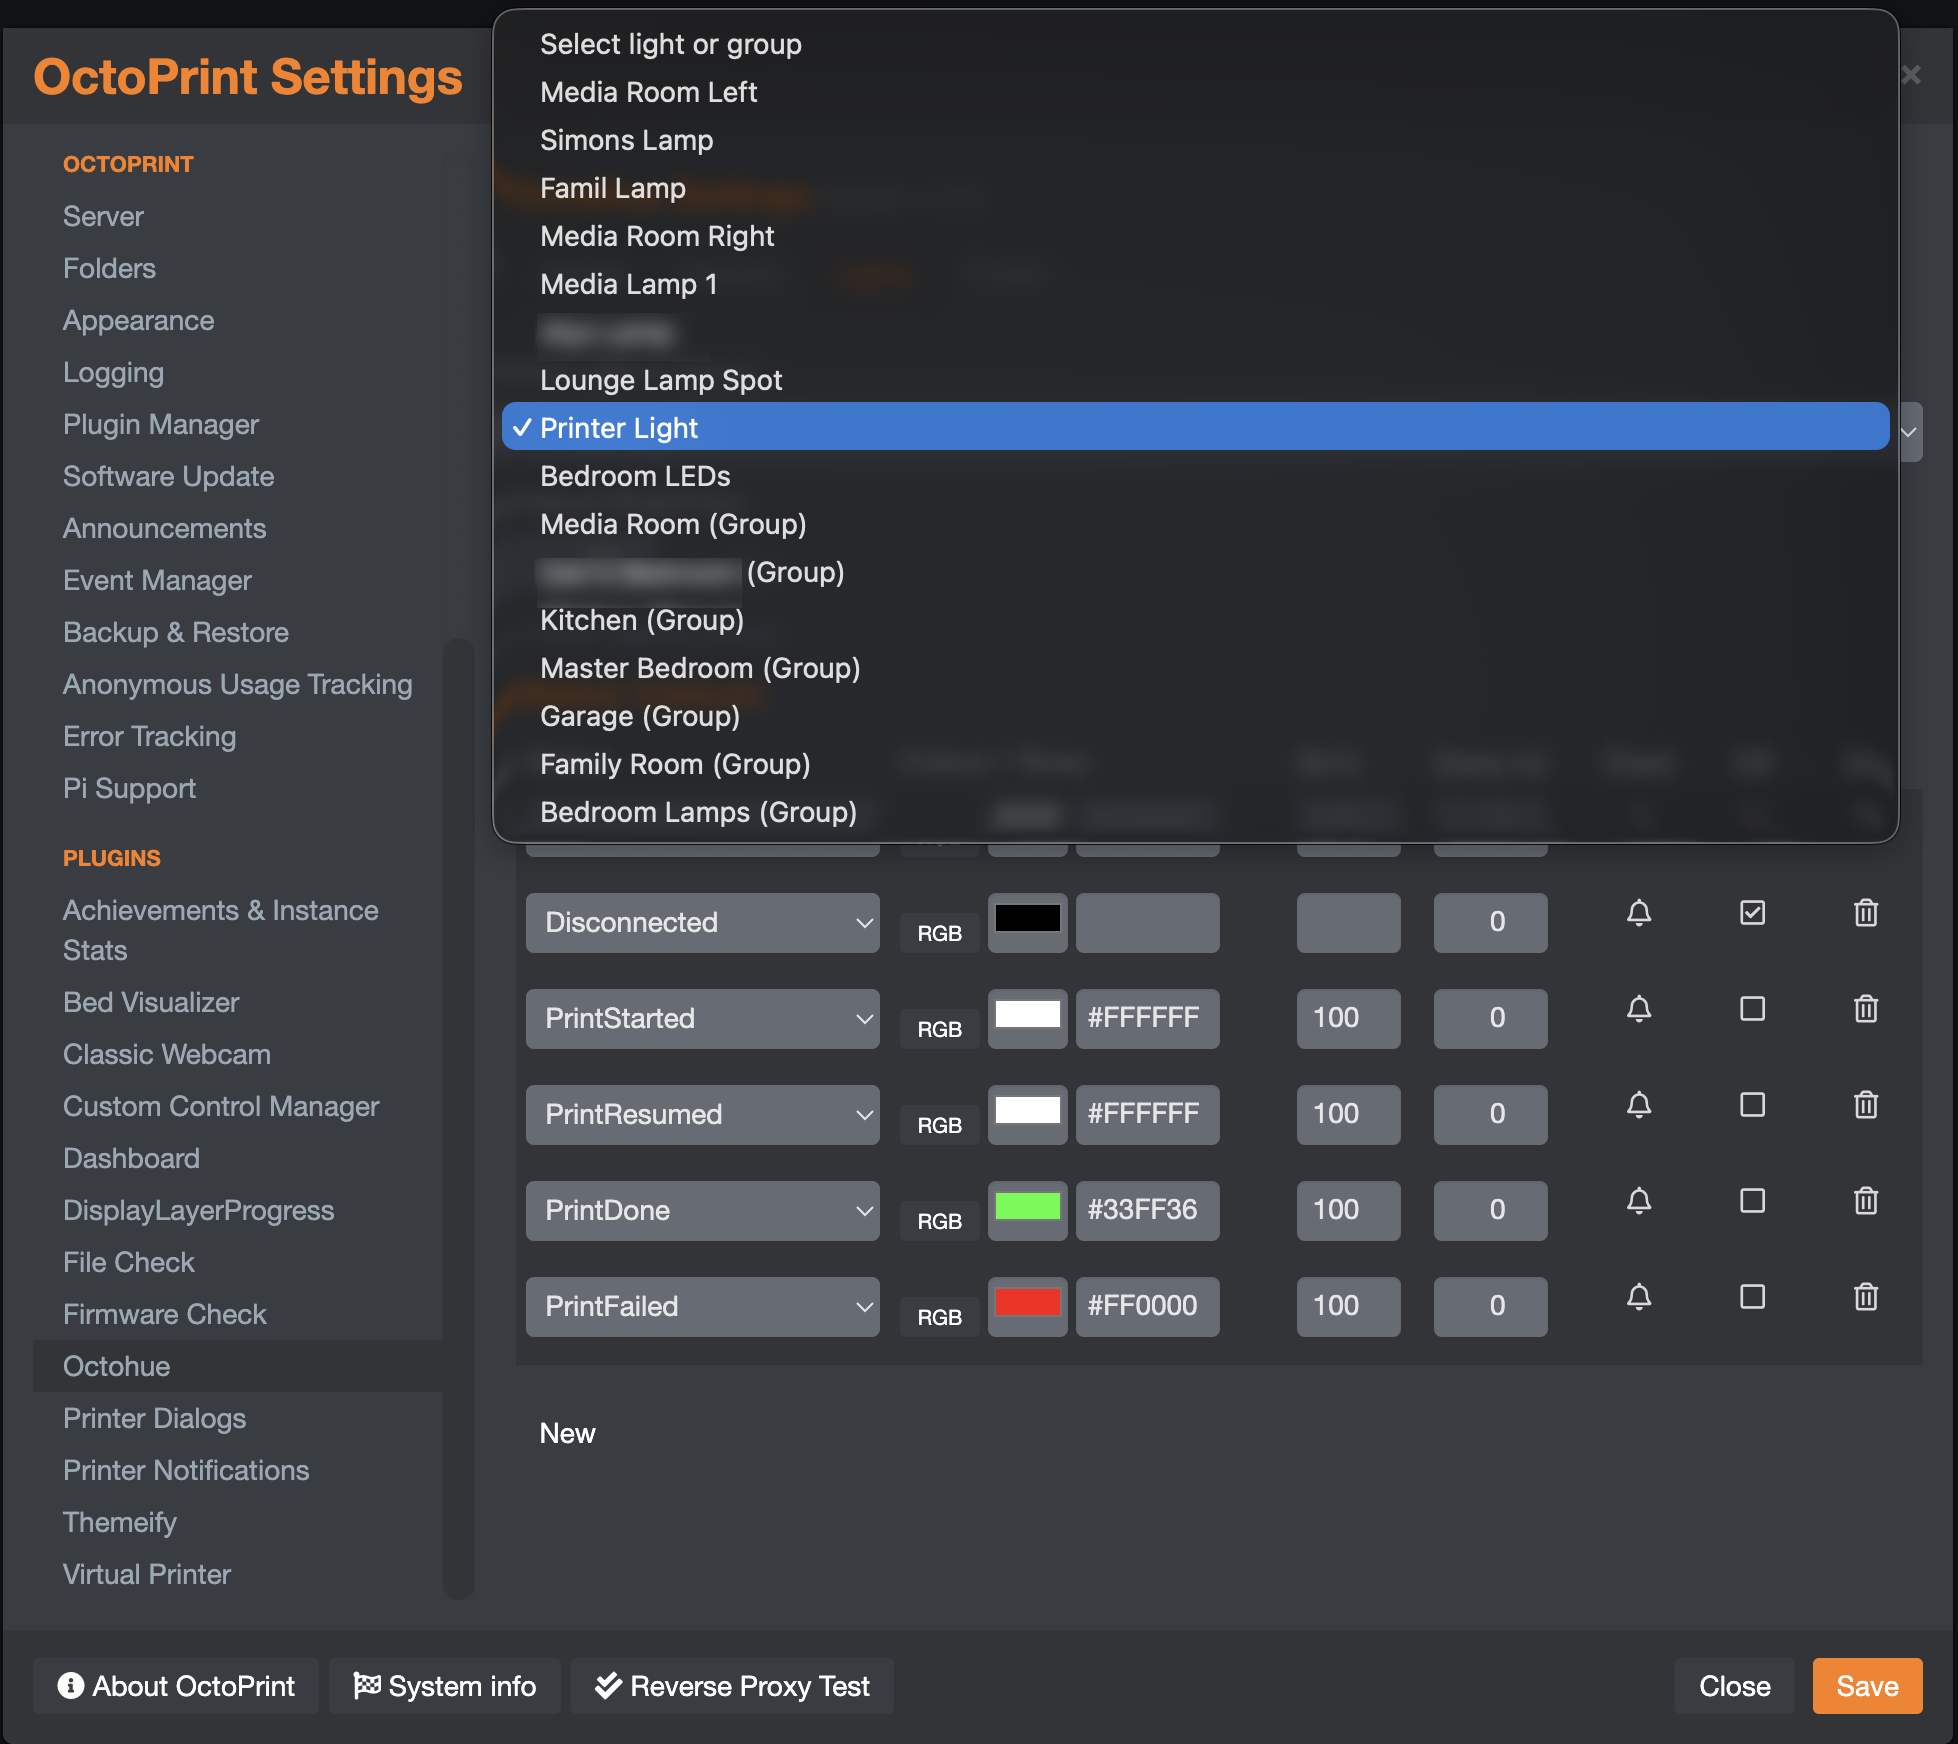 OctoPrint Settings
OCTOPRINT
Server
Folders
Appearance
Logging
Plugin Manager
Software Update
Announcements
Event Manager
Backup & Restore
Anonymous Usage Tracking
Error Tracking
Pi Support
PLUGINS
Achievements & Instance
Stats
Bed Visualizer
Classic Webcam
Custom Control Manager
Dashboard
DisplayLayerProgress
File Check
Firmware Check
Octohue
Printer Dialogs
Printer Notifications
Themeify
Virtual Printer
Select light or group
Media Room Left
Simons Lamp
Famil Lamp
Media Room Right
Media Lamp 1
Lounge Lamp Spot
Printer Light
Bedroom LEDs
Media Room (Group)
(Group)
Kitchen (Group)
Master Bedroom (Group)
Garage (Group)
Family Room (Group)
Bedroom Lamps (Group)
Disconnected RGB 0
PrintStarted RGB #FFFFFF 100 0
PrintResumed RGB #FFFFFF 100 0
PrintDone RGB #33FF36 100 0
PrintFailed RGB #FF0000 100 0
New
About OctoPrint System info Reverse Proxy Test Close Save